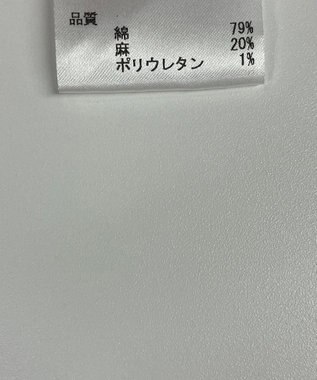 品質
綿 79%
麻 20%
ポリウレタン 1%